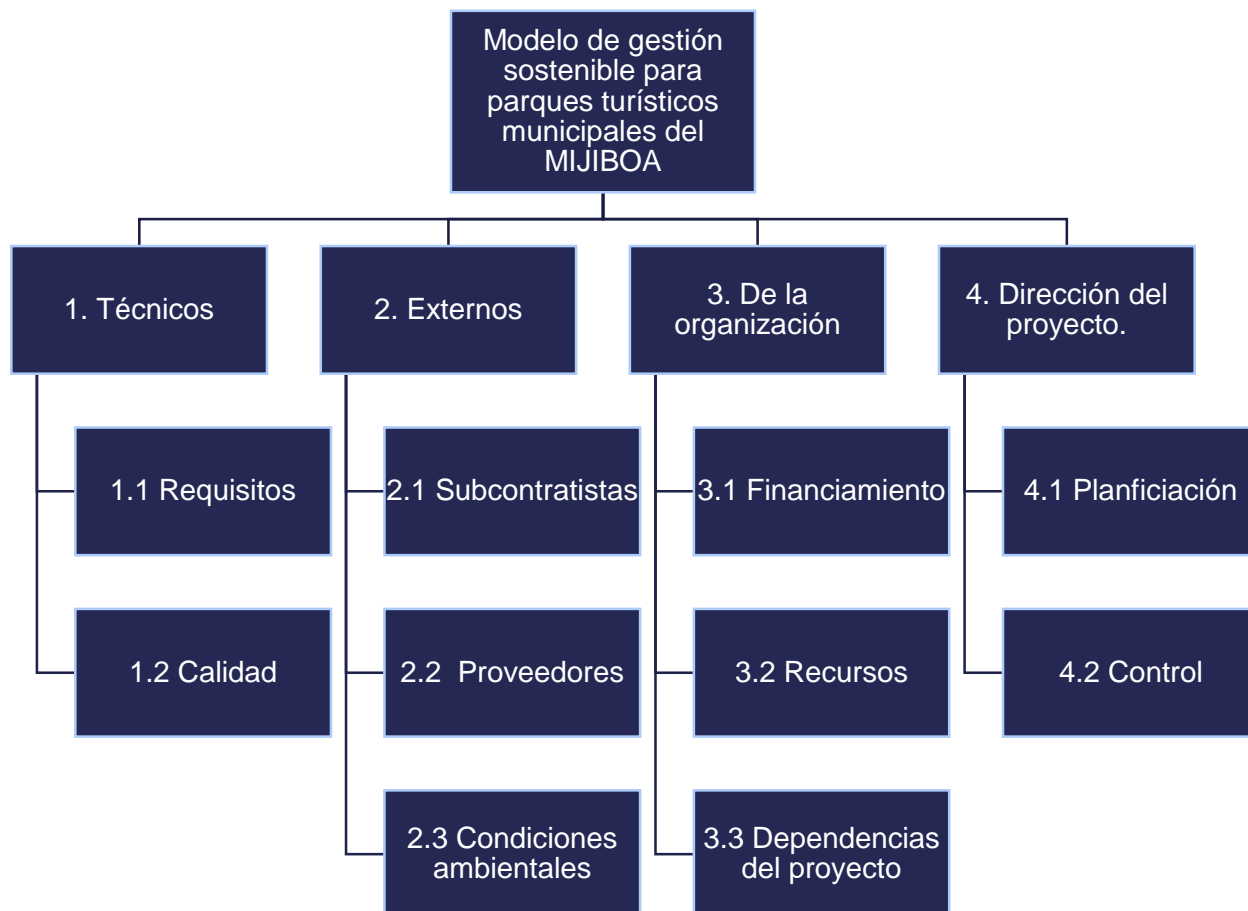 Modelo de gestión
sostenible para
parques turísticos
municipales del
MIJIBOA
1. Técnicos
2. Externos
3. De la
organización
4. Dirección del
proyecto.
1.1 Requisitos
2.1 Subcontratistas
3.1 Financiamiento
4.1 Planficiación
1.2 Calidad
2.2 Proveedores
3.2 Recursos
4.2 Control
2.3 Condiciones
ambientales
3.3 Dependencias
del proyecto